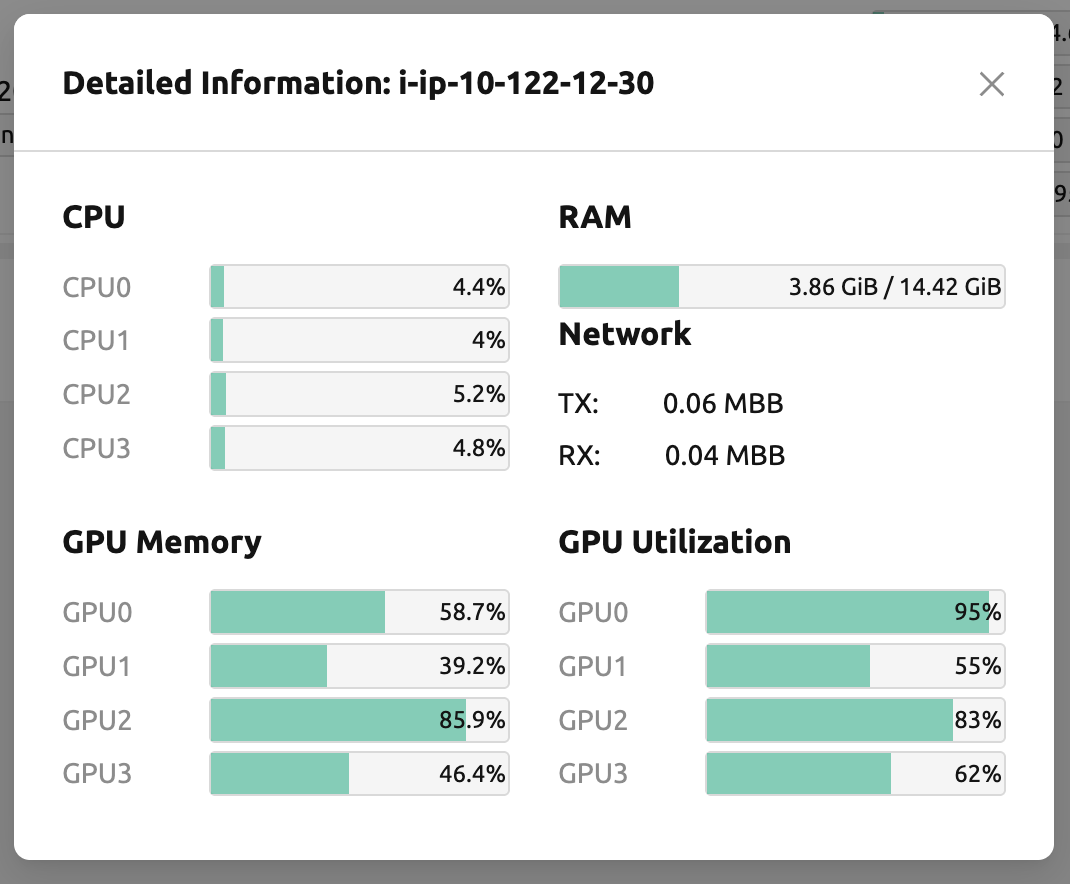 Detailed Information: i-ip-10-122-12-30
CPU
CPU0 4.4%
CPU1 4%
CPU2 5.2%
CPU3 4.8%
RAM
3.86 GiB / 14.42 GiB
Network
TX: 0.06 MBB
RX: 0.04 MBB
GPU Memory
GPU0 58.7%
GPU1 39.2%
GPU2 85.9%
GPU3 46.4%
GPU Utilization
GPU0 95%
GPU1 55%
GPU2 83%
GPU3 62%